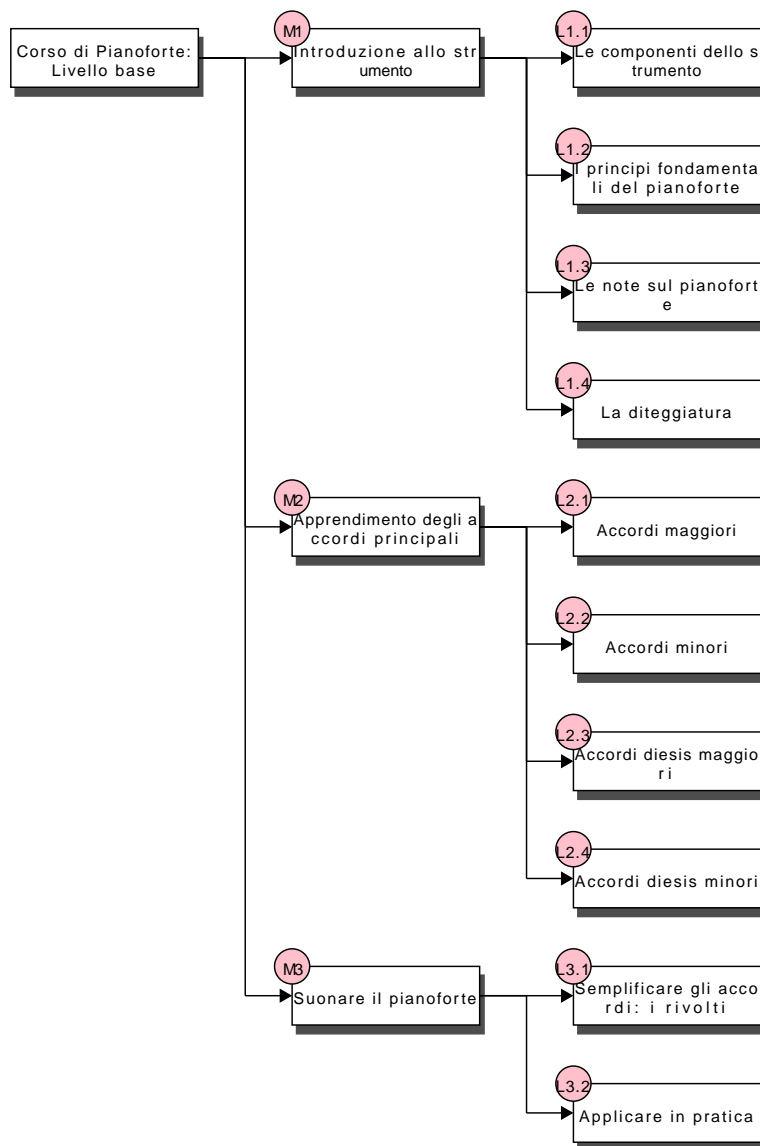 Corso di Pianoforte:
Livello base
M1
Introduzione allo str
umento
L1.1
Le componenti dello s
trumento
L1.2
I principi fondamenta
li del pianoforte
L1.3
Le note sul pianofort
e
L1.4
La diteggiatura
M2
Apprendimento degli a
ccordi principali
L2.1
Accordi maggiori
L2.2
Accordi minori
L2.3
Accordi diesis maggio
ri
L2.4
Accordi diesis minori
M3
Suonare il pianoforte
L3.1
Semplificare gli acco
rdi: i rivolti
L3.2
Applicare in pratica